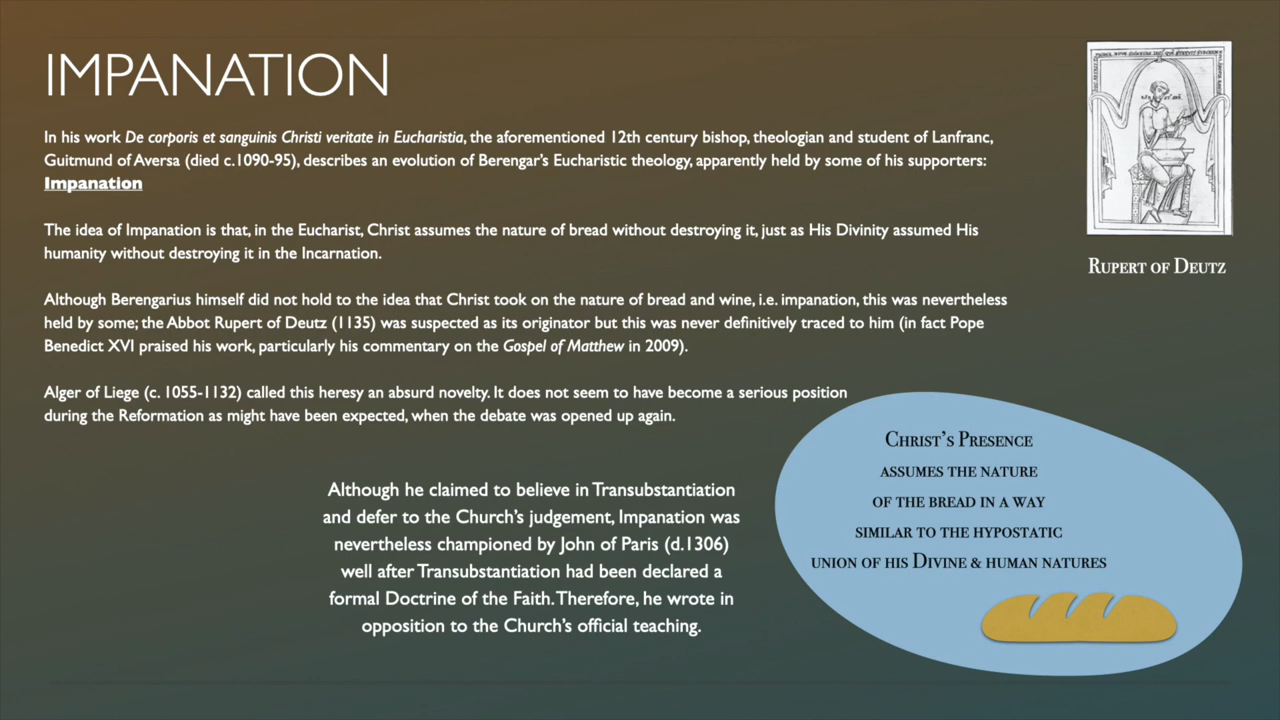 IMPANATION
In his work De corporis et sanguinis Christi veritate in Eucharistia, the aforementioned 12th century bishop, theologian and student of Lanfranc,
Guitmund of Aversa (died c.1090-95), describes an evolution of Berengar's Eucharistic theology, apparently held by some of his supporters:
Impanation
The idea of Impanation is that, in the Eucharist, Christ assumes the nature of bread without destroying it, just as His Divinity assumed His
humanity without destroying it in the Incarnation.
Although Berengarius himself did not hold to the idea that Christ took on the nature of bread and wine, i.e. impanation, this was nevertheless
held by some; the Abbot Rupert of Deutz (1135) was suspected as its originator but this was never definitively traced to him (in fact Pope
Benedict XVI praised his work, particularly his commentary on the Gospel of Matthew in 2009).
Alger of Liege (c. 1055-1132) called this heresy an absurd novelty. It does not seem to have become a serious position
during the Reformation as might have been expected, when the debate was opened up again.
Although he claimed to believe in Transubstantiation
and defer to the Church's judgement, Impanation was
nevertheless championed by John of Paris (d.1306)
well after Transubstantiation had been declared a
formal Doctrine of the Faith. Therefore, he wrote in
opposition to the Church's official teaching.
RUPERT OF DEUTZ
CHRIST'S PRESENCE
ASSUMES THE NATURE
OF THE BREAD IN A WAY
SIMILAR TO THE HYPOSTATIC
UNION OF HIS DIVINE & HUMAN NATURES